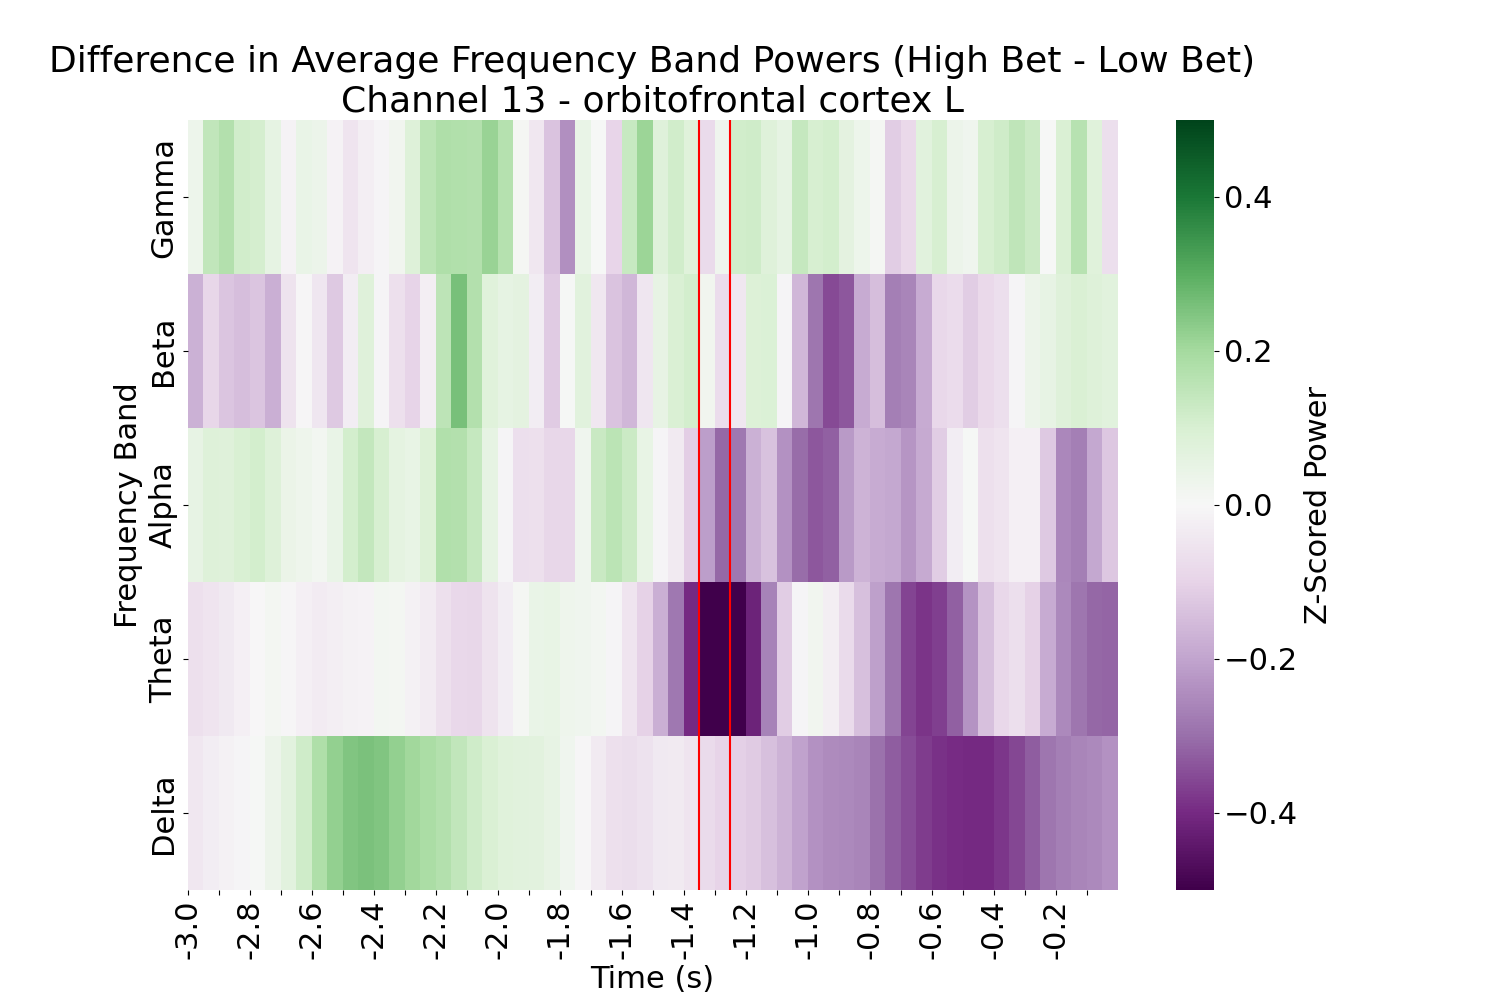 Difference in Average Frequency Band Powers (High Bet - Low Bet)
Channel 13 - orbitofrontal cortex L
Frequency Band
Gamma
Beta
Alpha
Theta
Delta
-3.0
-2.8
-2.6
-2.4
-2.2
-2.0
-1.8
-1.6
-1.4
-1.2
-1.0
-0.8
-0.6
-0.4
-0.2
Time (s)
0.4
0.2
0.0
−0.2
−0.4
Z-Scored Power